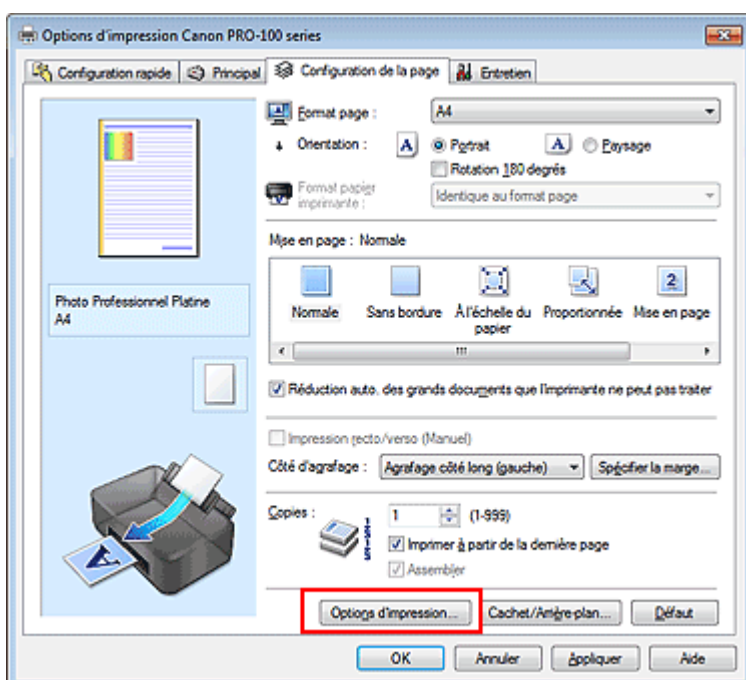 Options d'impression Canon PRO-100 series
Configuration rapide Principal Configuration de la page Entretien
Format page : A4
Orientation : A Portrait A Paysage
Rotation 180 degrés
Format papier imprimante : Identique au format page
Mise en page : Normale
2
Normale Sans bordure À l'échelle du papier Proportionnée Mise en page
Photo Professionnel Platine
A4
Réduction auto. des grands documents que l'imprimante ne peut pas traiter
Impression recto/verso (Manuel)
Côté d'agrafage : Agrafage côté long (gauche) Spécifier la marge...
Copies : 1 (1-999)
Imprimer à partir de la dernière page
Assembler
A
Options d'impression... Cachet/Arrière-plan... Défaut
OK Annuler Appliquer Aide